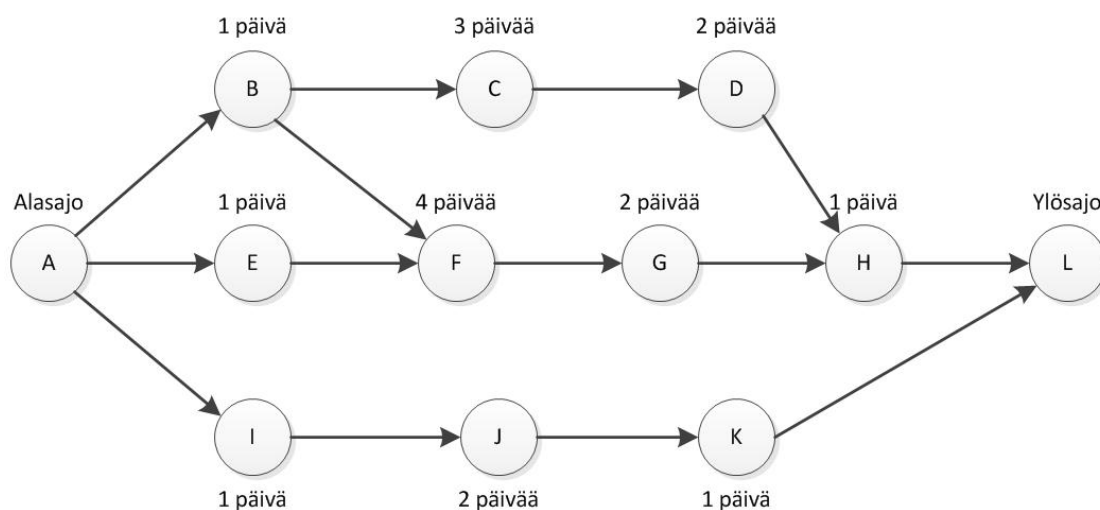 1 päivä 3 päivää 2 päivää
B C D
Alasajo 1 päivä 4 päivää 2 päivää 1 päivä Ylösajo
A E F G H L
I J K
1 päivä 2 päivää 1 päivä